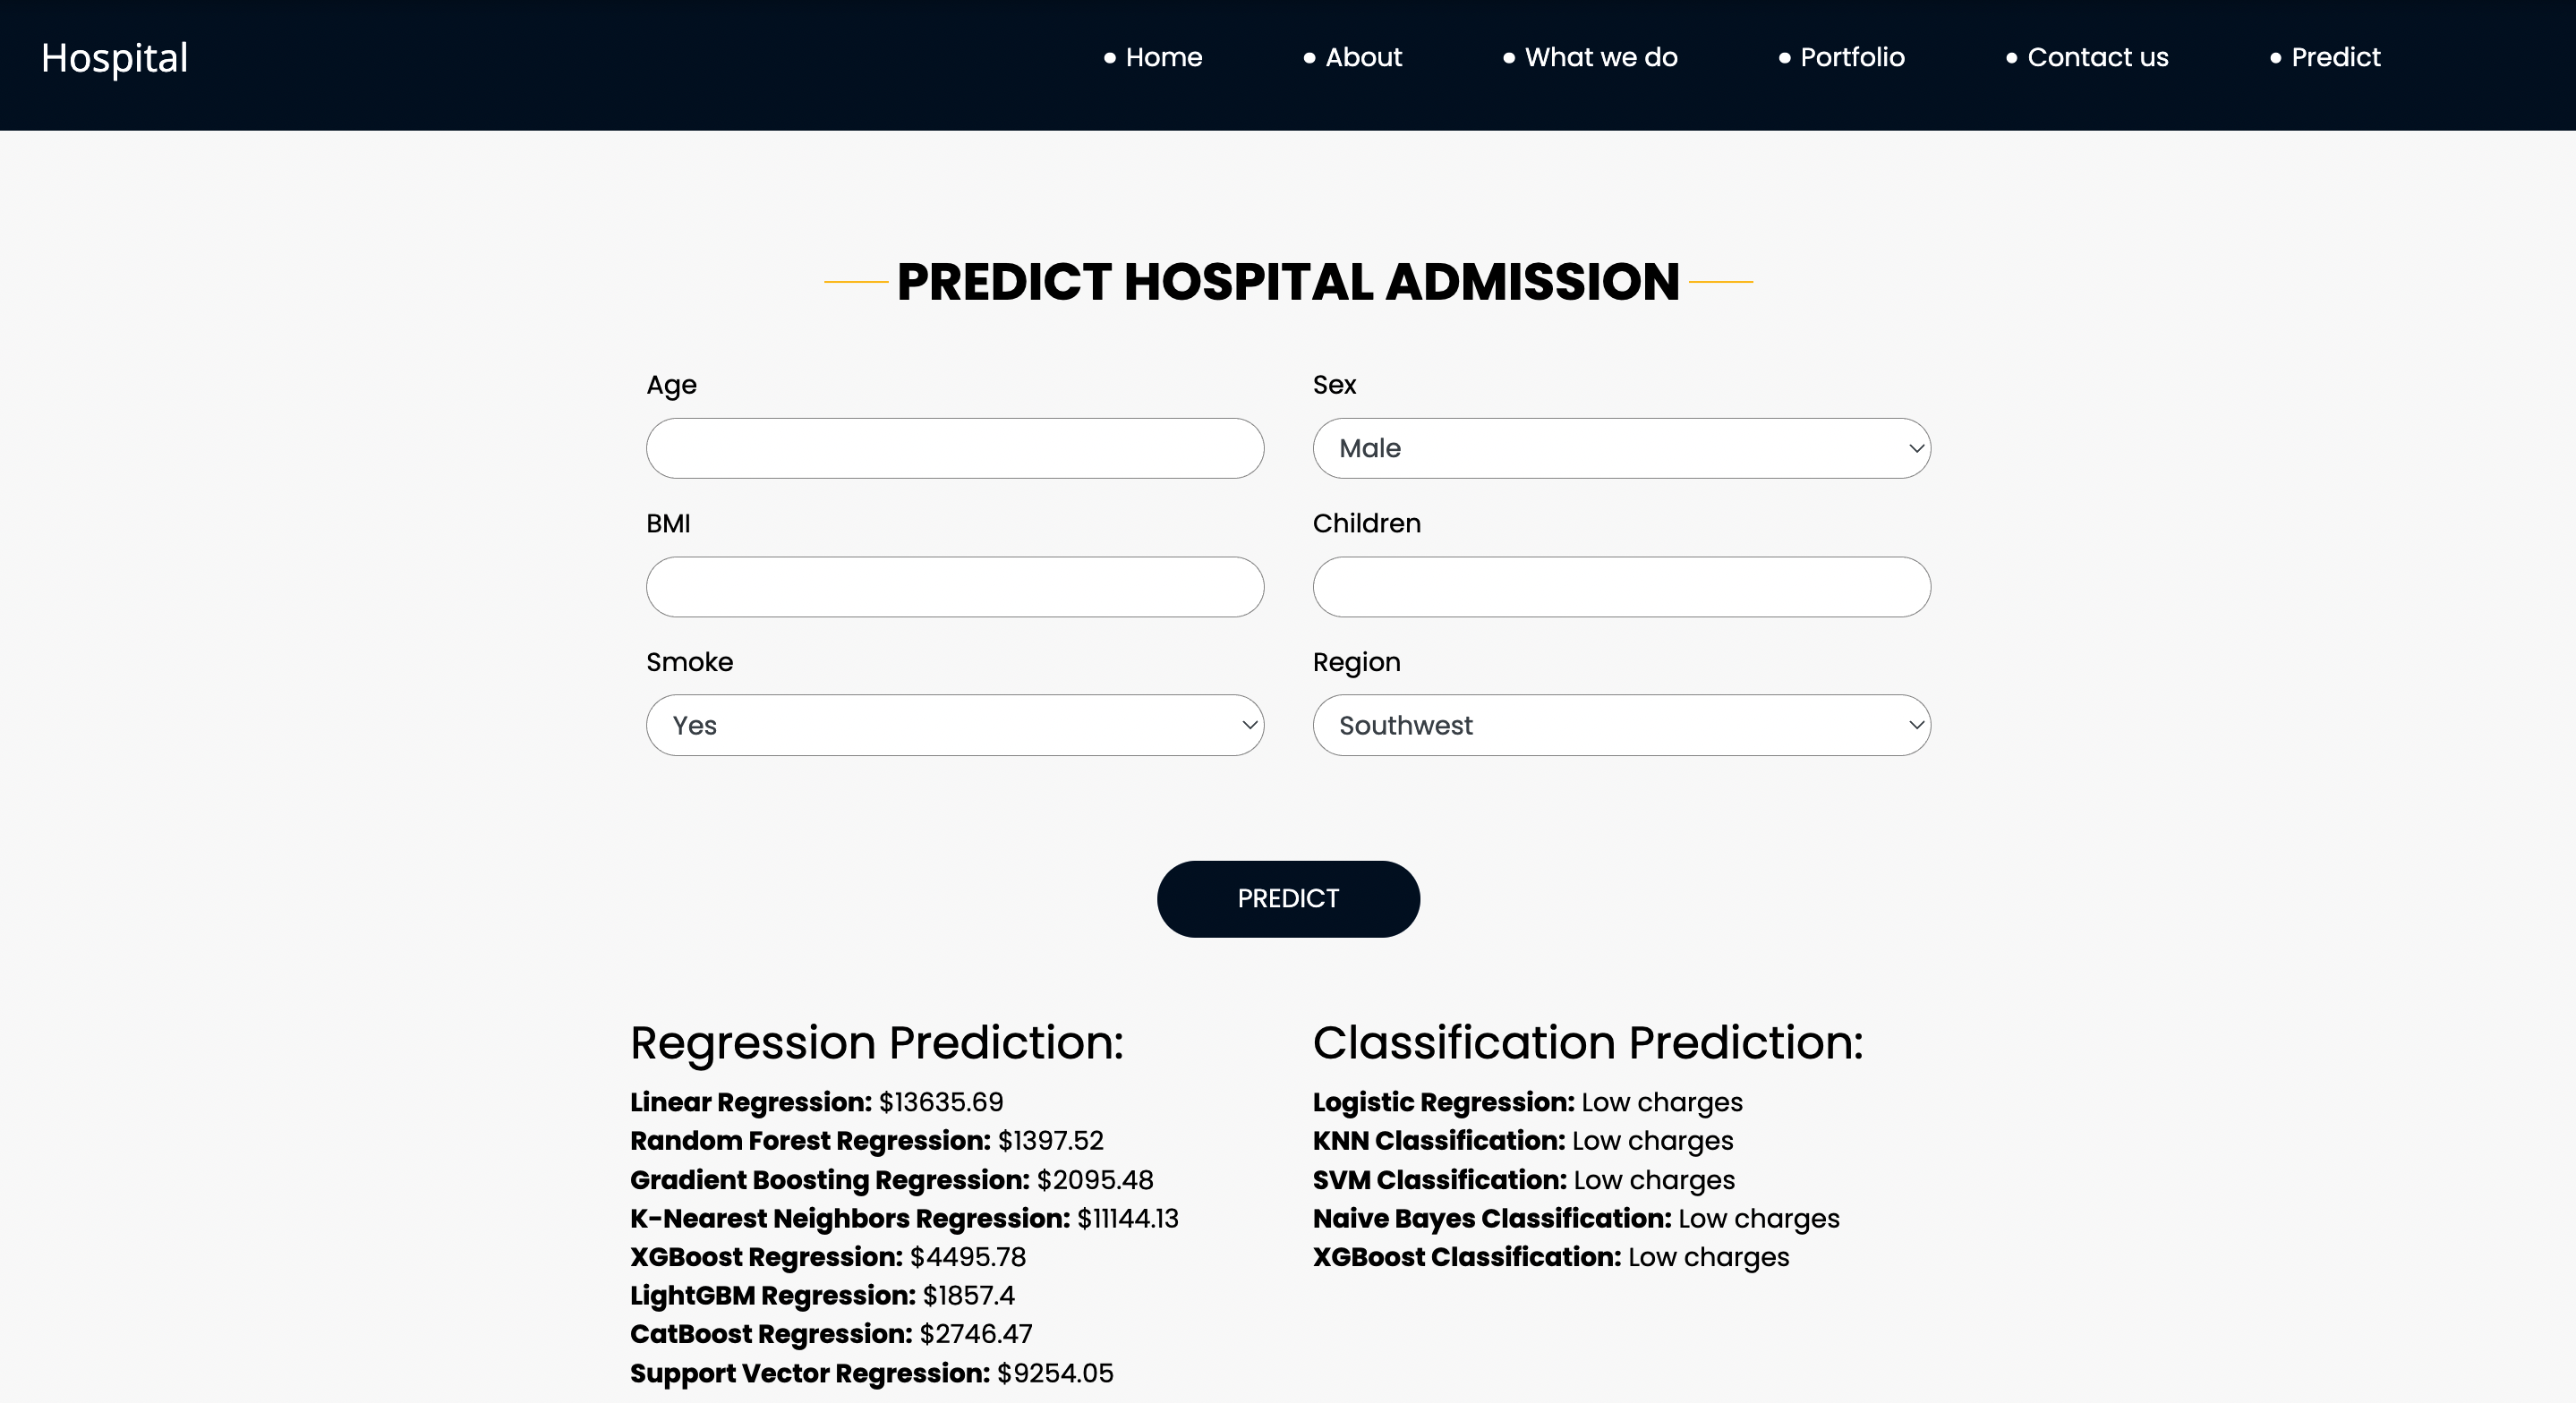 Hospital
Home
About
What we do
Portfolio
Contact us
Predict
PREDICT HOSPITAL ADMISSION
Age
Sex
Male
BMI
Children
Smoke
Region
Yes
Southwest
PREDICT
Regression Prediction:
Linear Regression: $13635.69
Random Forest Regression: $1397.52
Gradient Boosting Regression: $2095.48
K-Nearest Neighbors Regression: $11144.13
XGBoost Regression: $4495.78
LightGBM Regression: $1857.4
CatBoost Regression: $2746.47
Support Vector Regression: $9254.05
Classification Prediction:
Logistic Regression: Low charges
KNN Classification: Low charges
SVM Classification: Low charges
Naive Bayes Classification: Low charges
XGBoost Classification: Low charges